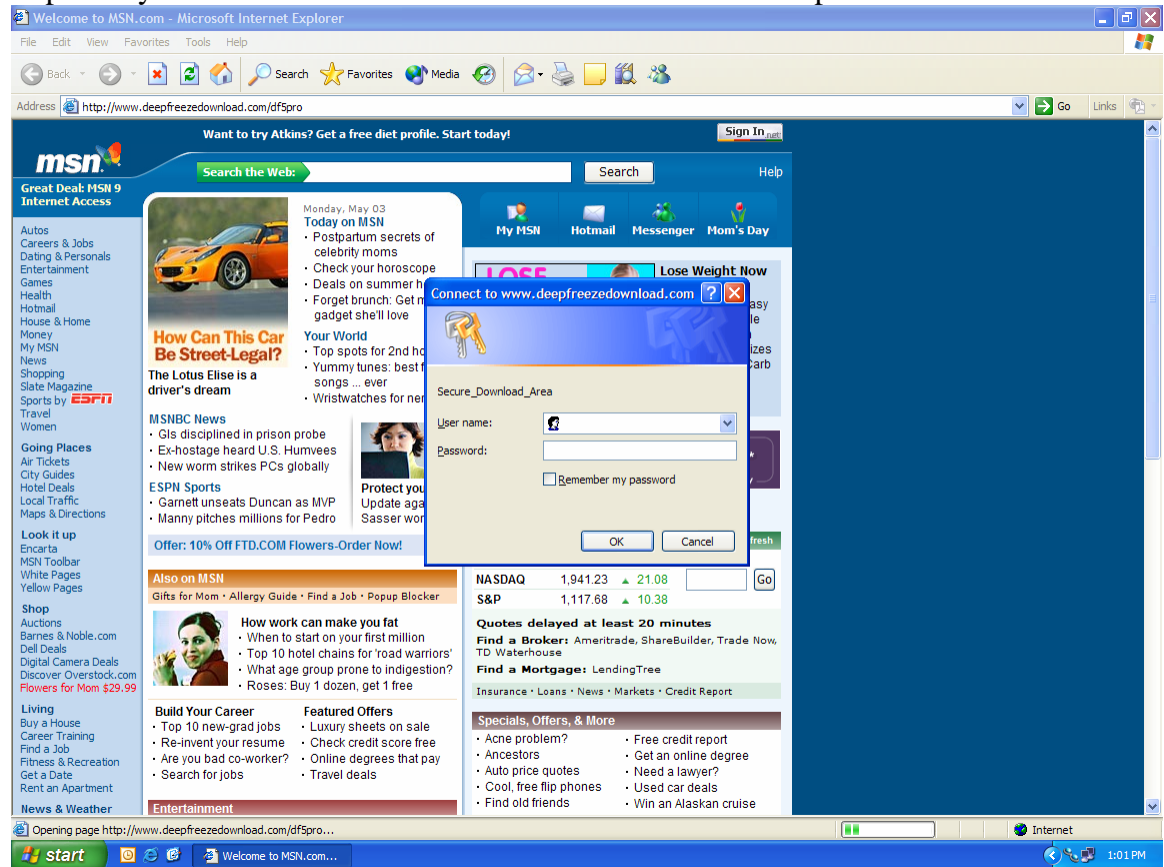 Welcome to MSN.com - Microsoft Internet Explorer
File Edit View Favorites Tools Help
Back Search Favorites Media
Address http://www.deepfreezedownload.com/df5pro Go Links
Want to try Atkins? Get a free diet profile. Start today!
Sign In .net
msn
Search the Web: Search Help
Great Deal: MSN 9
Internet Access
Autos
Careers & Jobs
Dating & Personals
Entertainment
Games
Health
Hotmail
House & Home
Money
My MSN
News
Shopping
Slate Magazine
Sports by ESPN
Travel
Women
Going Places
Air Tickets
City Guides
Hotel Deals
Local Traffic
Maps & Directions
Look it up
Encarta
MSN Toolbar
White Pages
Yellow Pages
Shop
Auctions
Barnes & Noble.com
Dell Deals
Digital Camera Deals
Discover Overstock.com
Flowers for Mom $29.99
Living
Buy a House
Career Training
Find a Job
Fitness & Recreation
Get a Date
Rent an Apartment
News & Weather
How Can This Car
Be Street-Legal?
The Lotus Elise is a
driver's dream
Monday, May 03
Today on MSN
· Postpartum secrets of
celebrity moms
· Check your horoscope
· Deals on summer
· Forget brunch: Get
gadget she'll love
Your World
· Top spots for 2nd
· Yummy tunes: best
songs ... ever
· Wristwatches for
My MSN Hotmail Messenger Mom's Day
LOSE
Lose Weight Now
MSNBC News
· GIs disciplined in prison probe
· Ex-hostage heard U.S. Humvees
· New worm strikes PCs globally
ESPN Sports
· Garnett unseats Duncan as MVP
· Manny pitches millions for Pedro
Protect
Update
Sasser
Offer: 10% Off FTD.COM Flowers-Order Now!
Connect to www.deepfreezedownload.com
Secure_Download_Area
User name:
Password:
Remember my password
OK Cancel
Also on MSN
Gifts for Mom · Allergy Guide · Find a Job · Popup Blocker
How work can make you fat
· When to start on your first million
· Top 10 hotel chains for 'road warriors'
· What age group prone to indigestion?
· Roses: Buy 1 dozen, get 1 free
Build Your Career
· Top 10 new-grad jobs
· Re-invent your resume
· Are you bad co-worker?
· Search for jobs
Featured Offers
· Luxury sheets on sale
· Check credit score free
· Online degrees that pay
· Travel deals
Entertainment
NASDAQ 1,941.23 21.08 Go
S&P 1,117.68 10.38
Quotes delayed at least 20 minutes
Find a Broker: Ameritrade, ShareBuilder, Trade Now,
TD Waterhouse
Find a Mortgage: LendingTree
Insurance · Loans · News · Markets · Credit Report
Specials, Offers, & More
· Acne problem?
· Ancestors
· Auto price quotes
· Cool, free flip phones
· Find old friends
· Free credit report
· Get an online degree
· Need a lawyer?
· Used car deals
· Win an Alaskan cruise
Opening page http://www.deepfreezedownload.com/df5pro... Internet
start Welcome to MSN.com... 1:01 PM